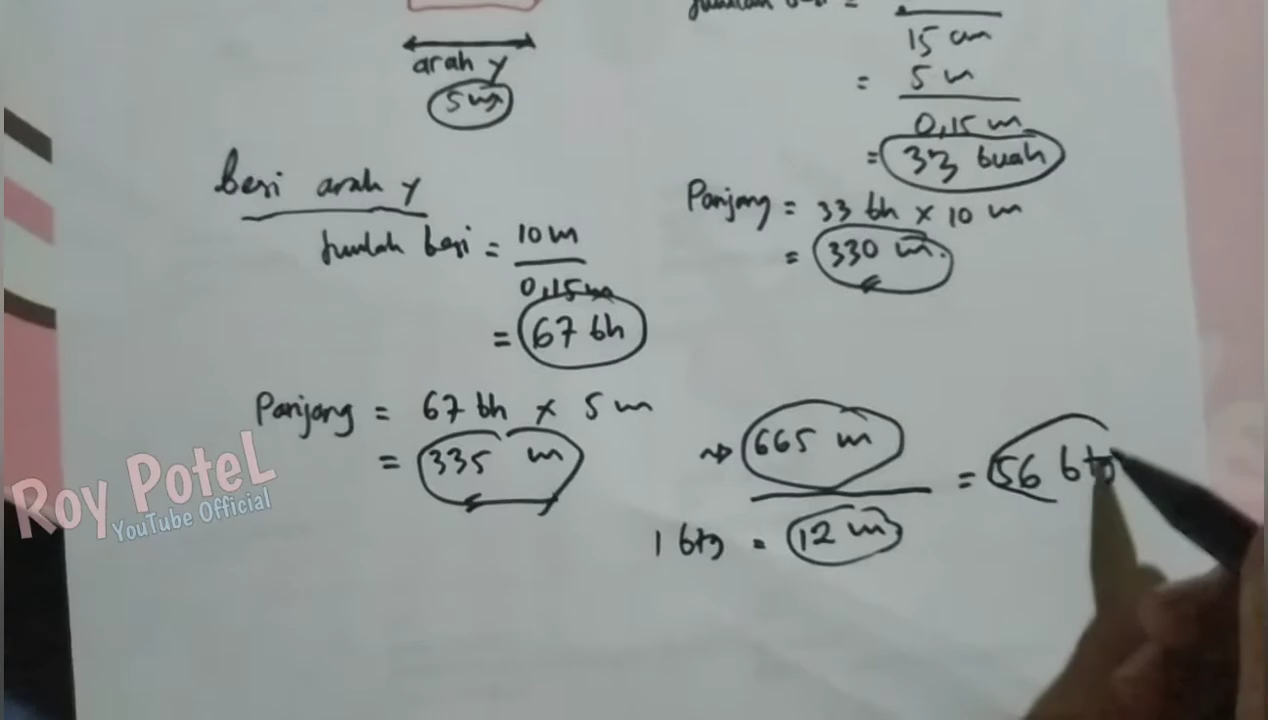 arah y
5 m
Jumlah besi =
15 cm
= 5 m
0,15 m
= 33 buah
Panjang = 33 bh x 10 m
= 330 m.
besi arah y
Jumlah besi = 10 m
0,15 m
= 67 bh
Panjang = 67 bh x 5 m
= 335 m
665 m
= 56 btg
1 btg = 12 m
Roy PoteL
YouTube Official